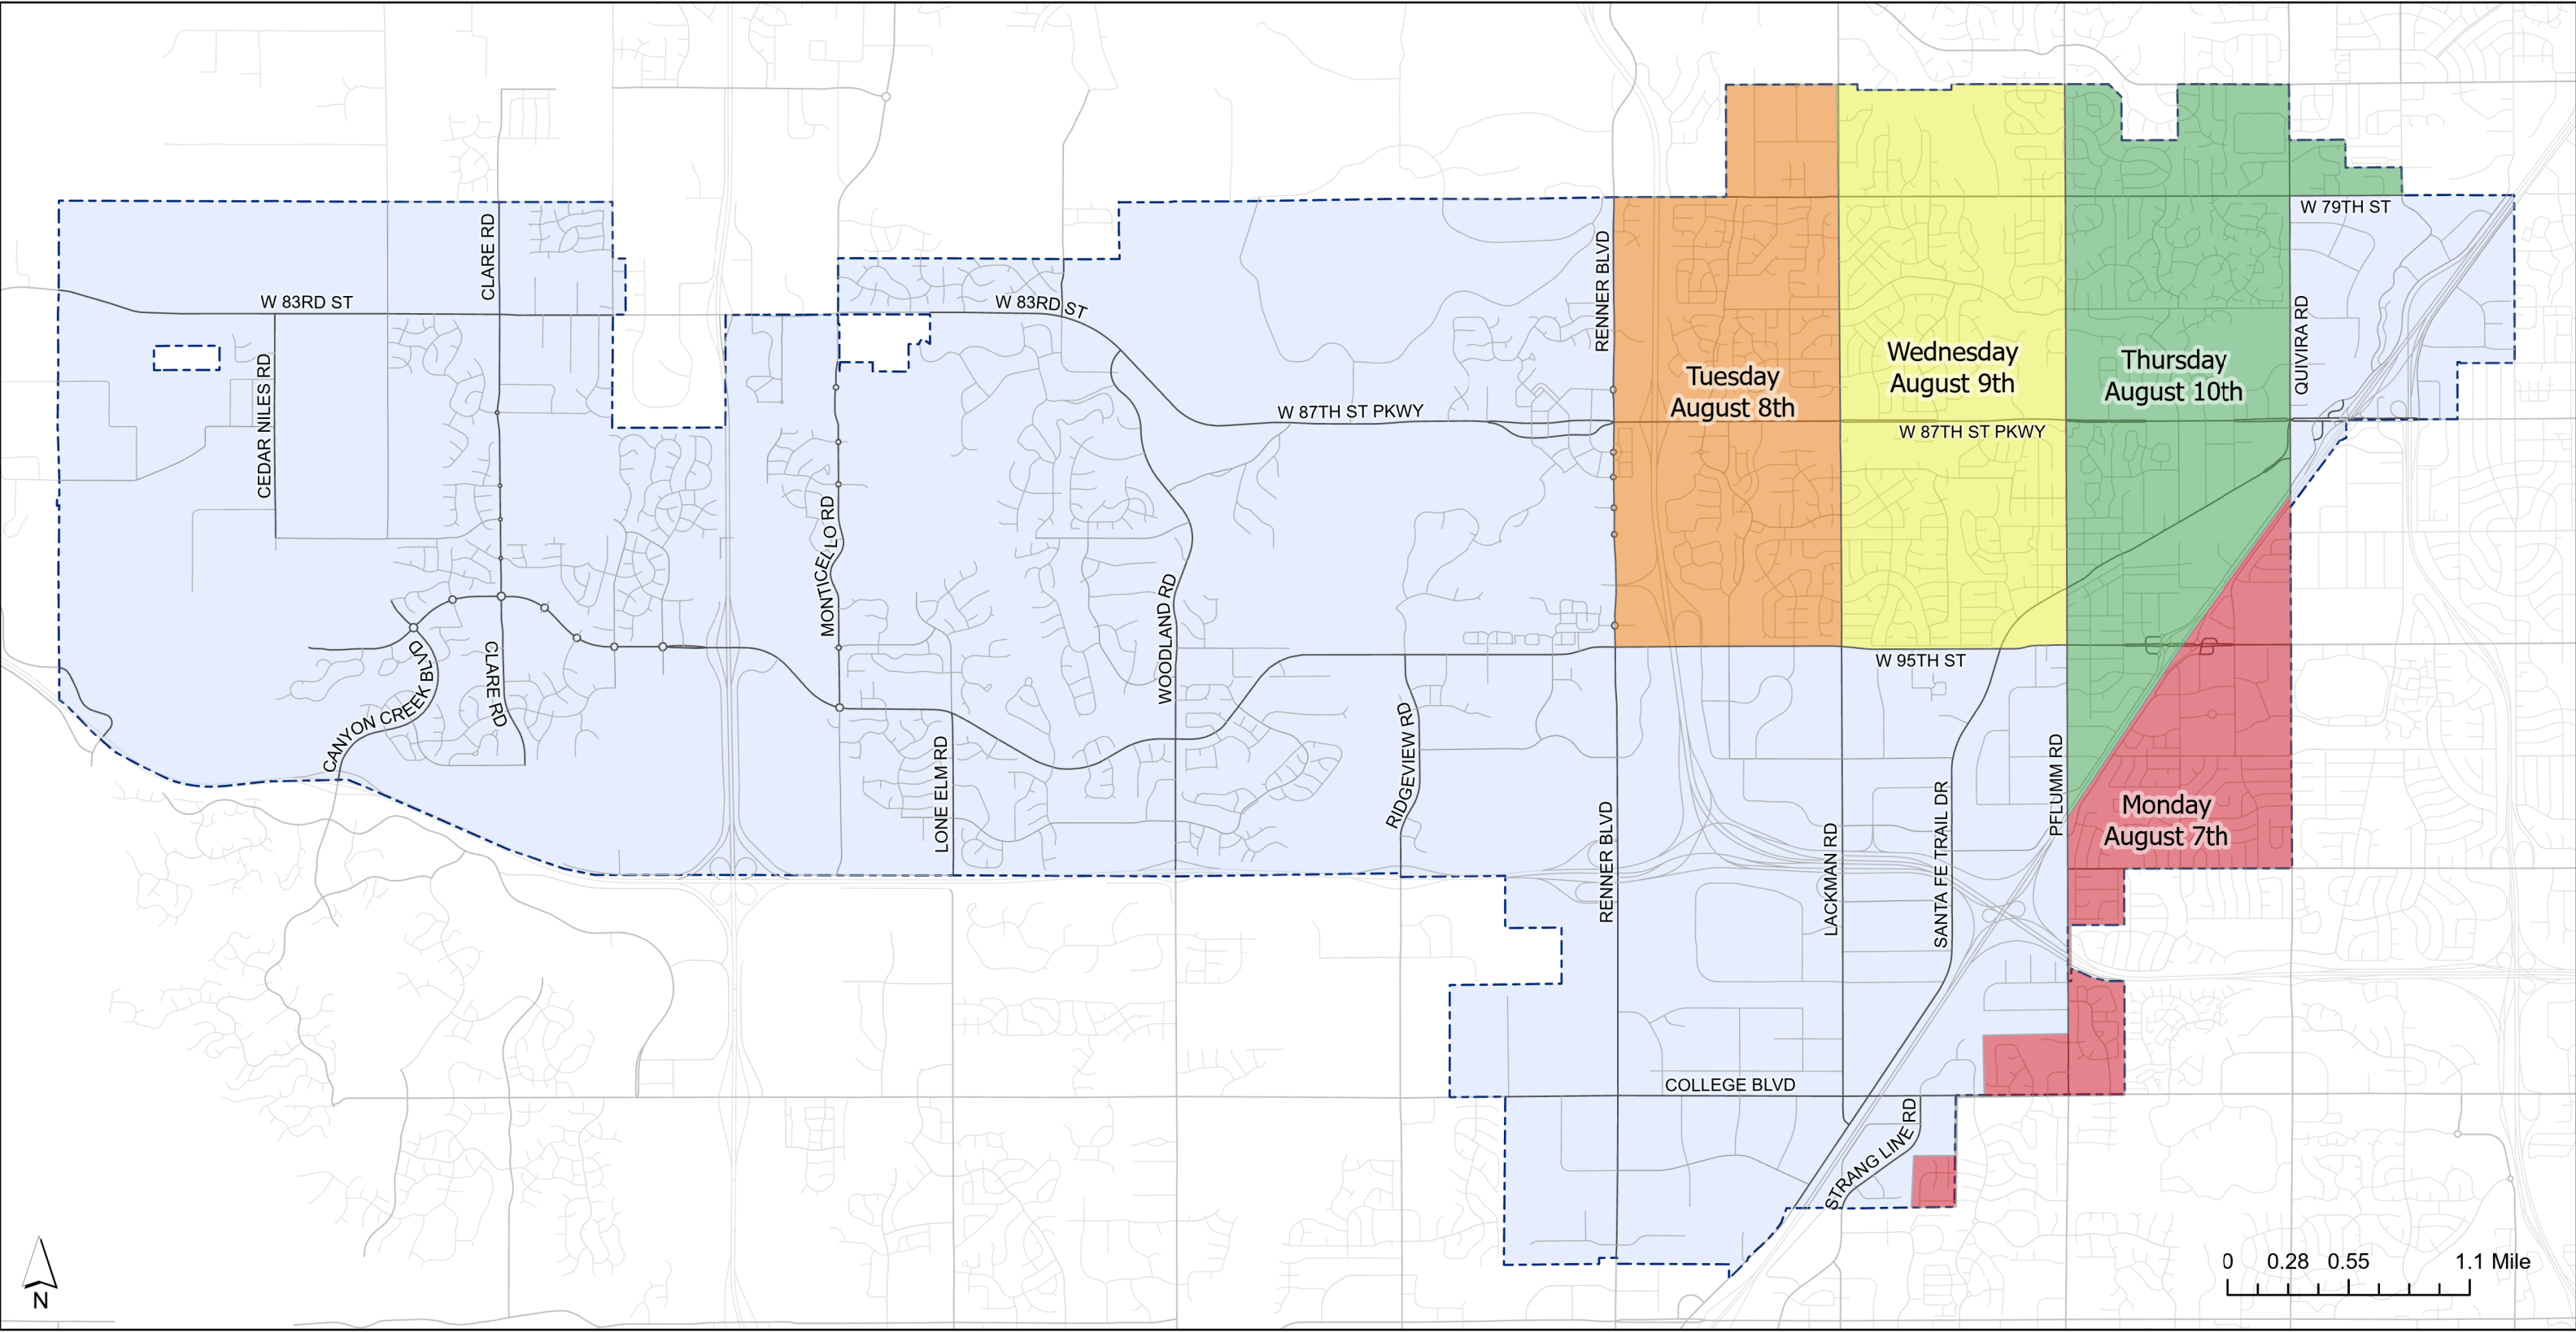 W 79TH ST
CLARE RD
RENNER BLVD
W 83RD ST
W 83RD ST
QUIVIRA RD
Wednesday
August 9th
Thursday
August 10th
Tuesday
August 8th
CEDAR NILES RD
W 87TH ST PKWY
W 87TH ST PKWY
MONTICELLO RD
WOODLAND RD
CLARE RD
CANYON CREEK BLVD
W 95TH ST
RIDGEVIEW RD
LONE ELM RD
PFLUMM RD
Monday
August 7th
RENNER BLVD
LACKMAN RD
SANTA FE TRAIL DR
COLLEGE BLVD
STRANG LINE RD
N
0 0.28 0.55 1.1 Mile